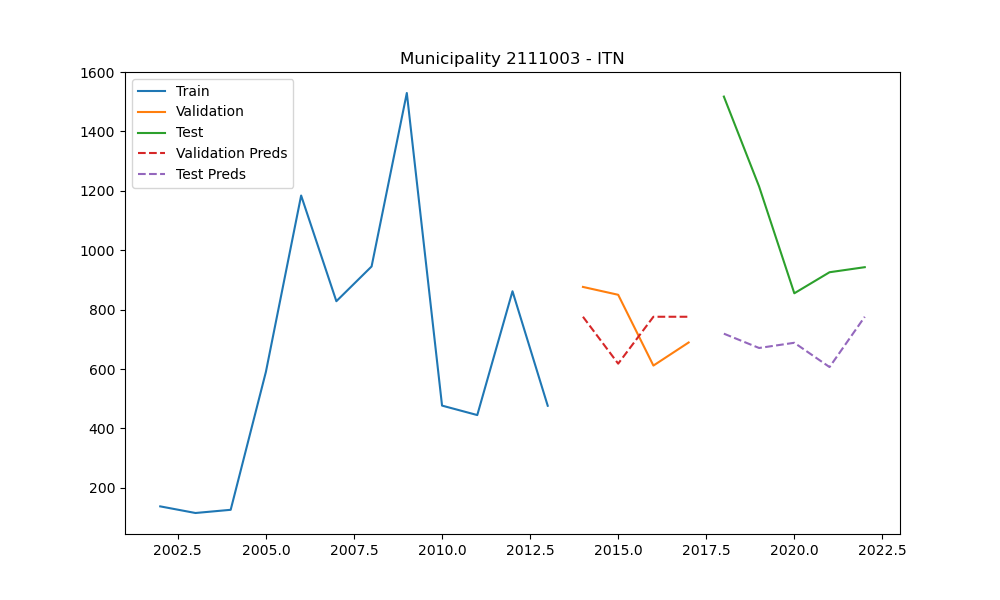 Municipality 2111003 - ITN
1600
1400
1200
1000
800
600
400
200
Train
Validation
Test
Validation Preds
Test Preds
2002.5 2005.0 2007.5 2010.0 2012.5 2015.0 2017.5 2020.0 2022.5